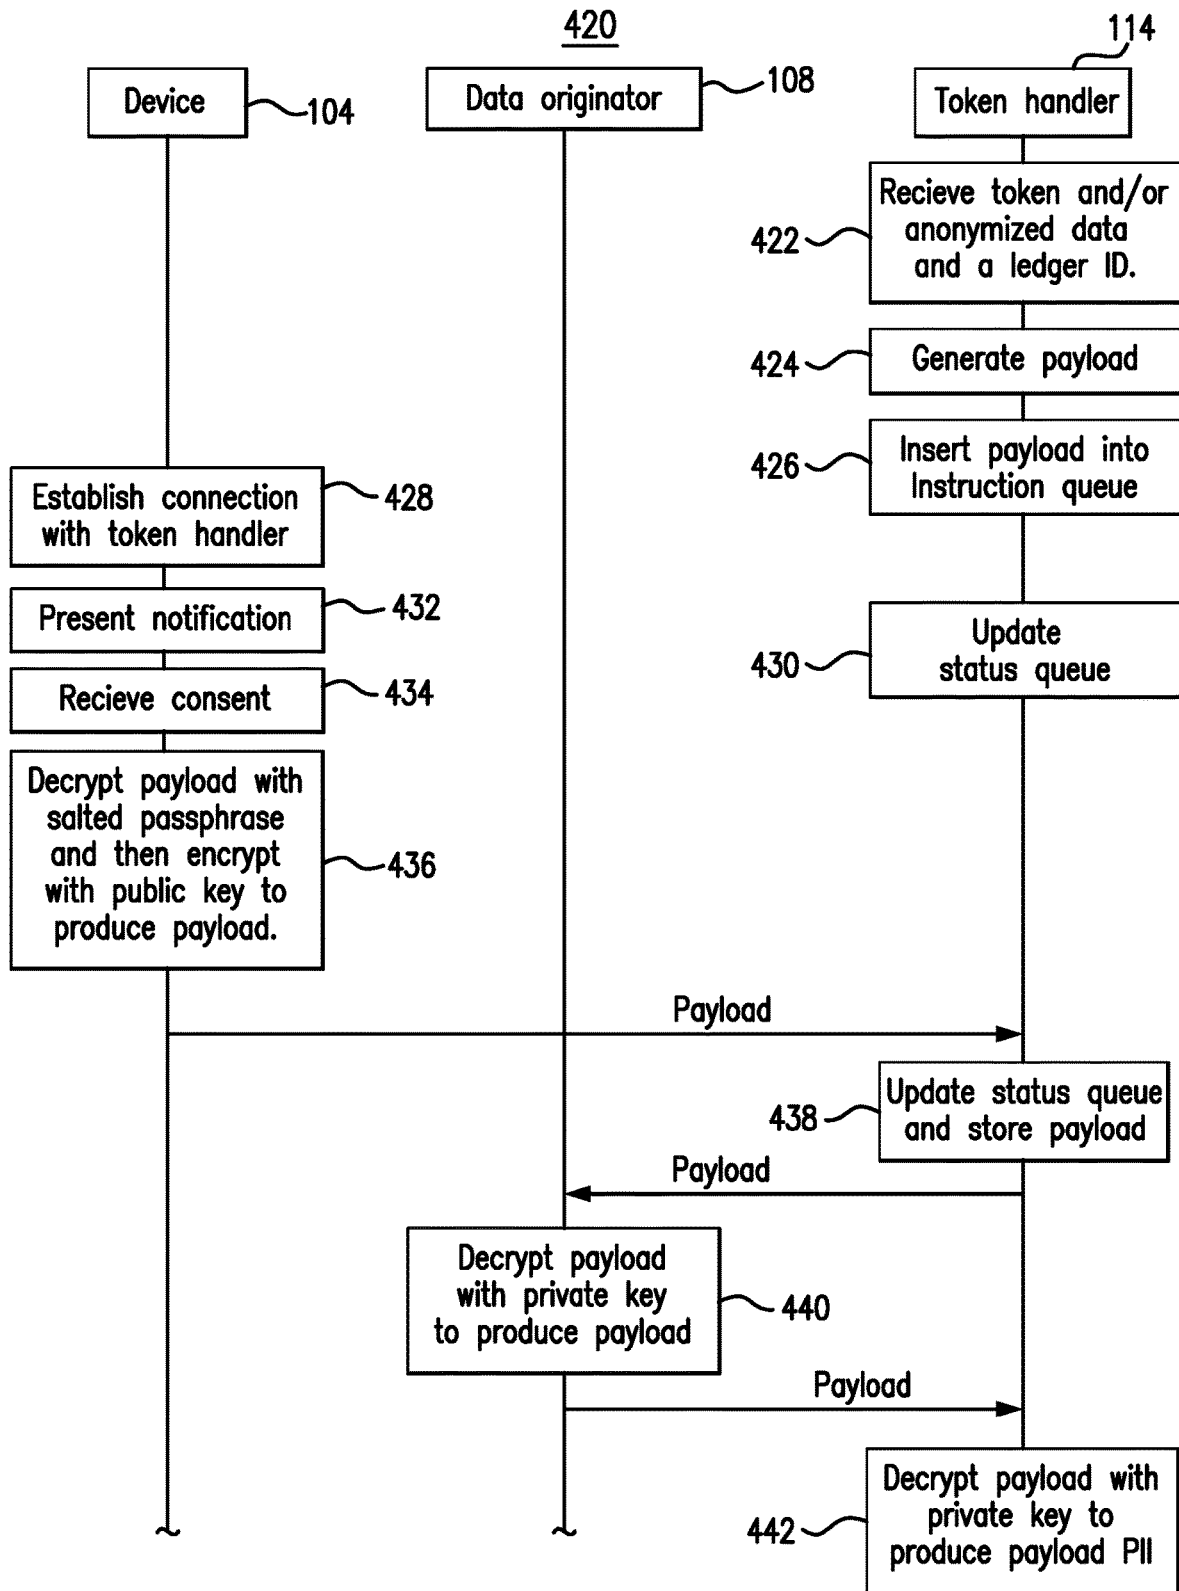 420
114
Device
104
Data originator
108
Token handler
Recieve token and/or
anonymized data
and a ledger ID.
422
Generate payload
424
Insert payload into
Instruction queue
426
Establish connection
with token handler
428
Present notification
432
Update
status queue
430
Recieve consent
434
Decrypt payload with
salted passphrase
and then encrypt
with public key to
produce payload.
436
Payload
Update status queue
and store payload
438
Payload
Decrypt payload
with private key
to produce payload
440
Payload
Decrypt payload with
private key to
produce payload PII
442